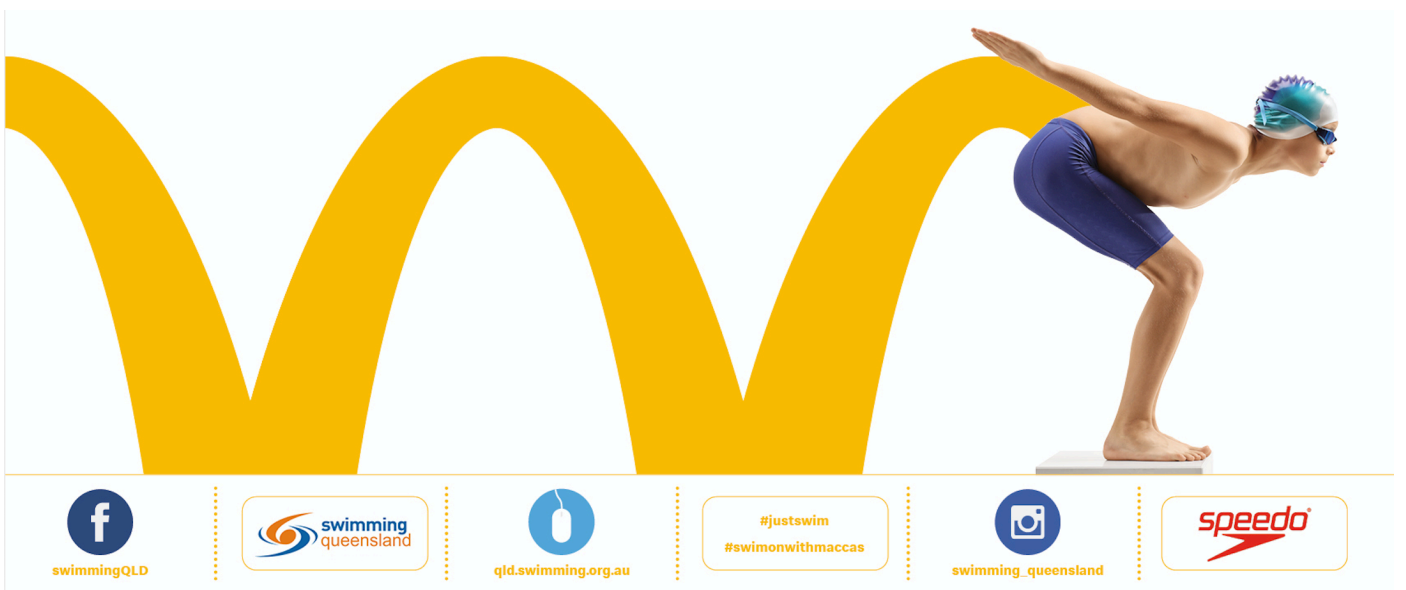 swimmingQLD
swimming
queensland
qld.swimming.org.au
#justswim
#swimonwithmaccas
swimming_queensland
speedo®